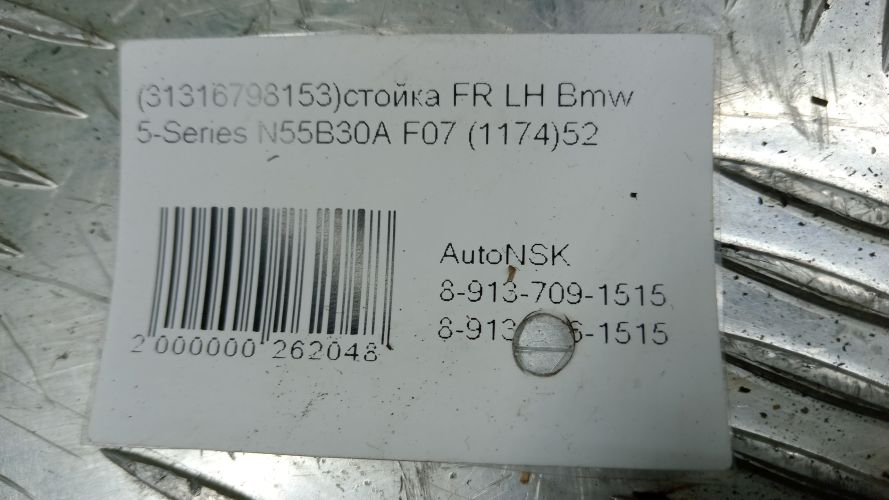 (31316798153)стойка FR LH Bmw
5-Series N55B30A F07 (1174)52
AutoNSK
8-913-709-1515
2 000000 262048